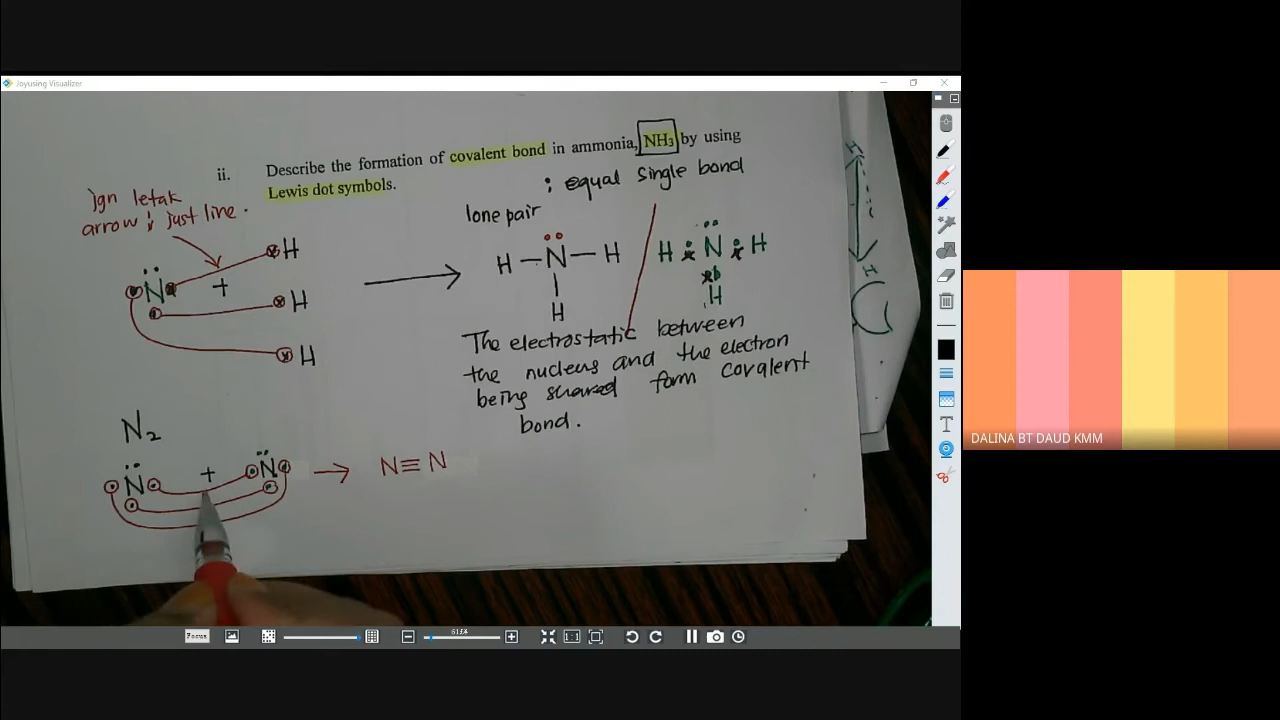 Joyusing Visualizer
ii. Describe the formation of covalent bond in ammonia, NH₃ by using
Lewis dot symbols.
: equal single bond
jgn letak
arrow ; just line.
lone pair
N
H
+
H
H
H — N — H
H
H N H
H
The electrostatic between
the nucleus and the electron
being shared form covalent
bond.
N₂
N + N → N≡N
H
H
DALINA BT DAUD KMM
T
Focus
1:1